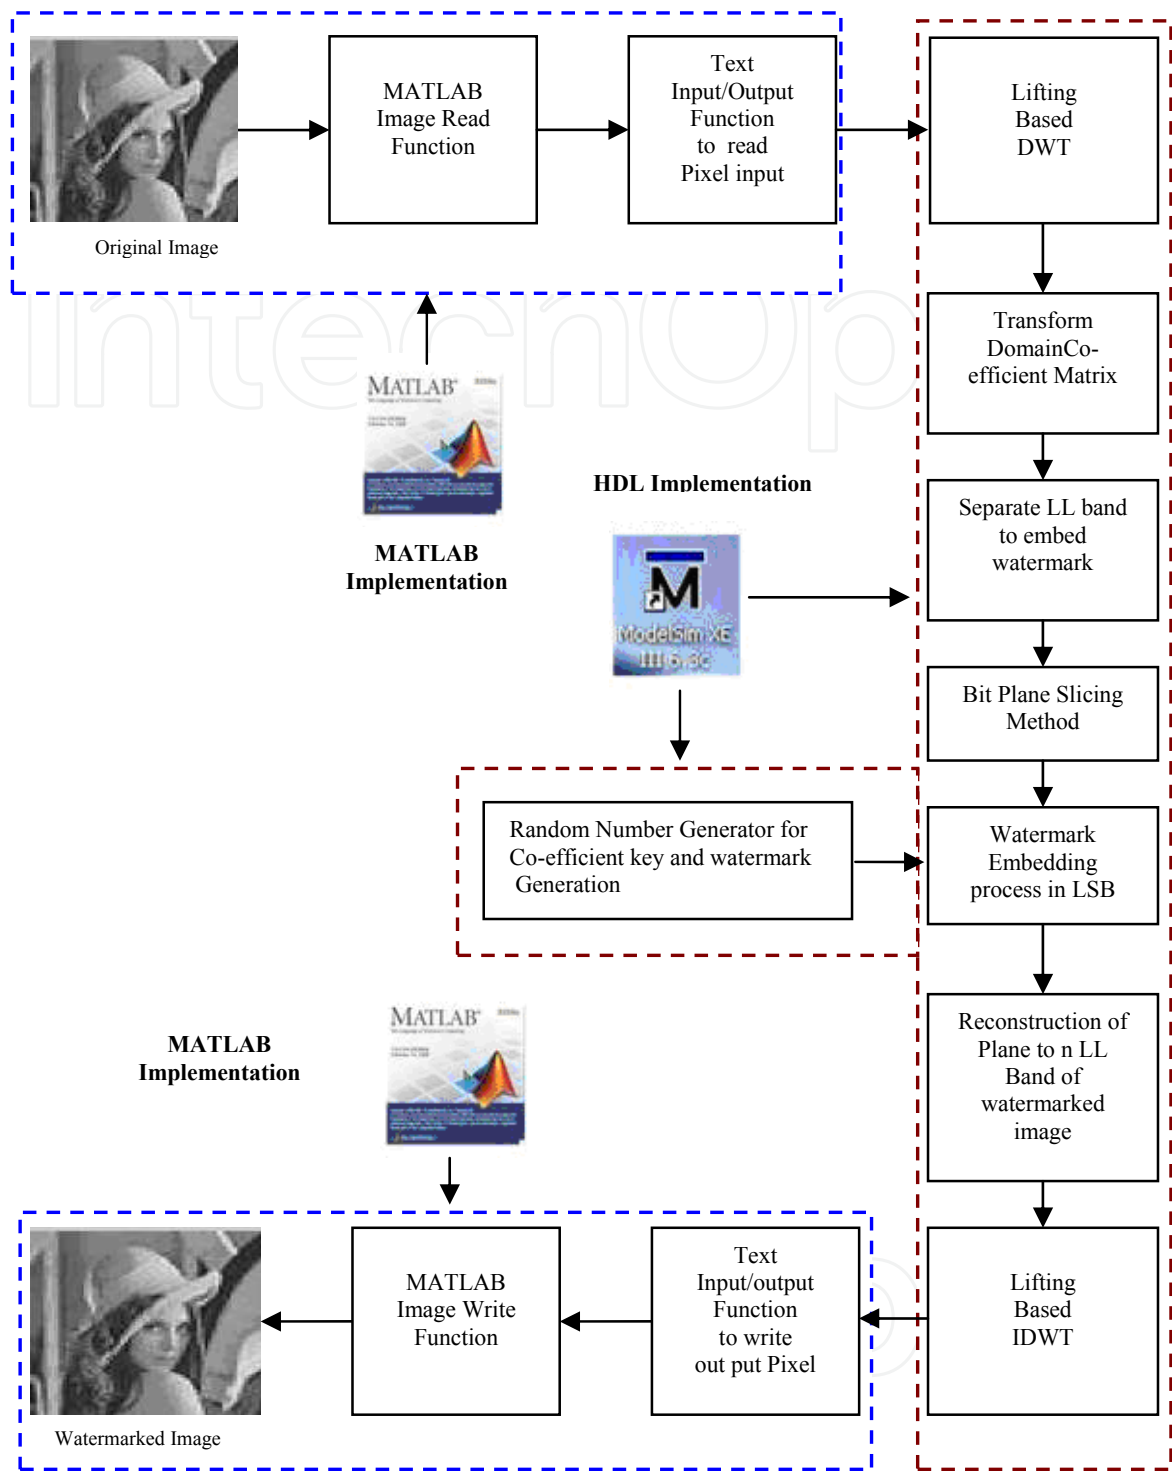 MATLAB
Image Read
Function
Text
Input/Output
Function
to read
Pixel input
Lifting
Based
DWT
Original Image
IntechOp
Transform
DomainCo-
efficient Matrix
MATLAB
HDL Implementation
Separate LL band
to embed
watermark
MATLAB
Implementation
M
ModelSim XE
III 6.3c
Bit Plane Slicing
Method
Random Number Generator for
Co-efficient key and watermark
Generation
Watermark
Embedding
process in LSB
MATLAB
Implementation
MATLAB
Reconstruction of
Plane to n LL
Band of
watermarked
image
MATLAB
Image Write
Function
Text
Input/output
Function
to write
out put Pixel
Lifting
Based
IDWT
Watermarked Image